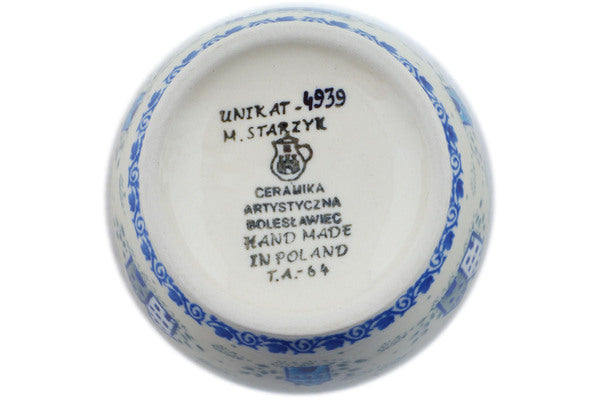 UNIKAT-4939
M. STARZYK
CERAMIKA
ARTYSTYCZNA
BOLESŁAWIEC
HAND MADE
IN POLAND
T.A.-64